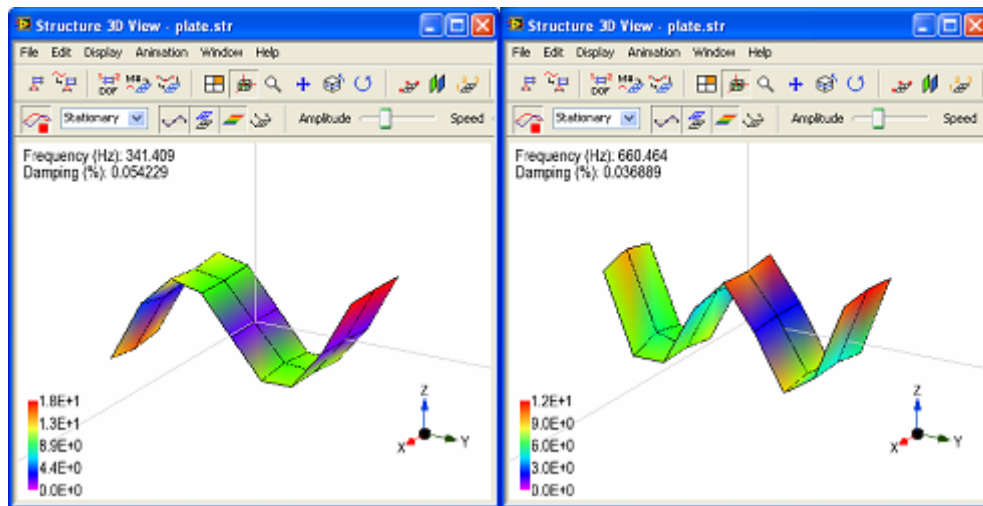 Structure 3D View - plate.str
File Edit Display Animation Window Help
DOF
Stationary Amplitude Speed
Frequency (Hz): 341.409
Damping (%): 0.054229
Z
X Y
1.8E+1
1.3E+1
8.9E+0
4.4E+0
0.0E+0
Structure 3D View - plate.str
File Edit Display Animation Window Help
DOF
Stationary Amplitude Speed
Frequency (Hz): 660.464
Damping (%): 0.036889
Z
X Y
1.2E+1
9.0E+0
6.0E+0
3.0E+0
0.0E+0